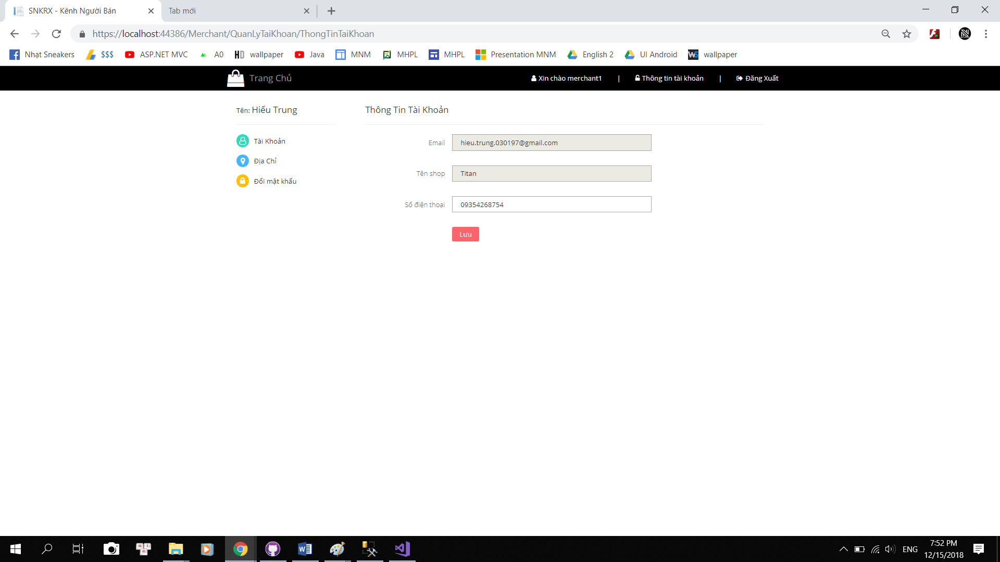 SNKRX - Kênh Người Bán
Tab mới
https://localhost:44386/Merchant/QuanLyTaiKhoan/ThongTinTaiKhoan
Nhạt Sneakers $$$ ASP.NET MVC A0 wallpaper Java MNM MHPL MHPL Presentation MNM English 2 UI Android wallpaper
Trang Chủ
Xin chào merchant1 | Thông tin tài khoản | Đăng Xuất
Tên: Hiếu Trung
Thông Tin Tài Khoản
Tài Khoản
Địa Chỉ
Đổi mật khẩu
Email hieu.trung.030197@gmail.com
Tên shop Titan
Số điện thoại 09354268754
Lưu
ENG
7:52 PM
12/15/2018